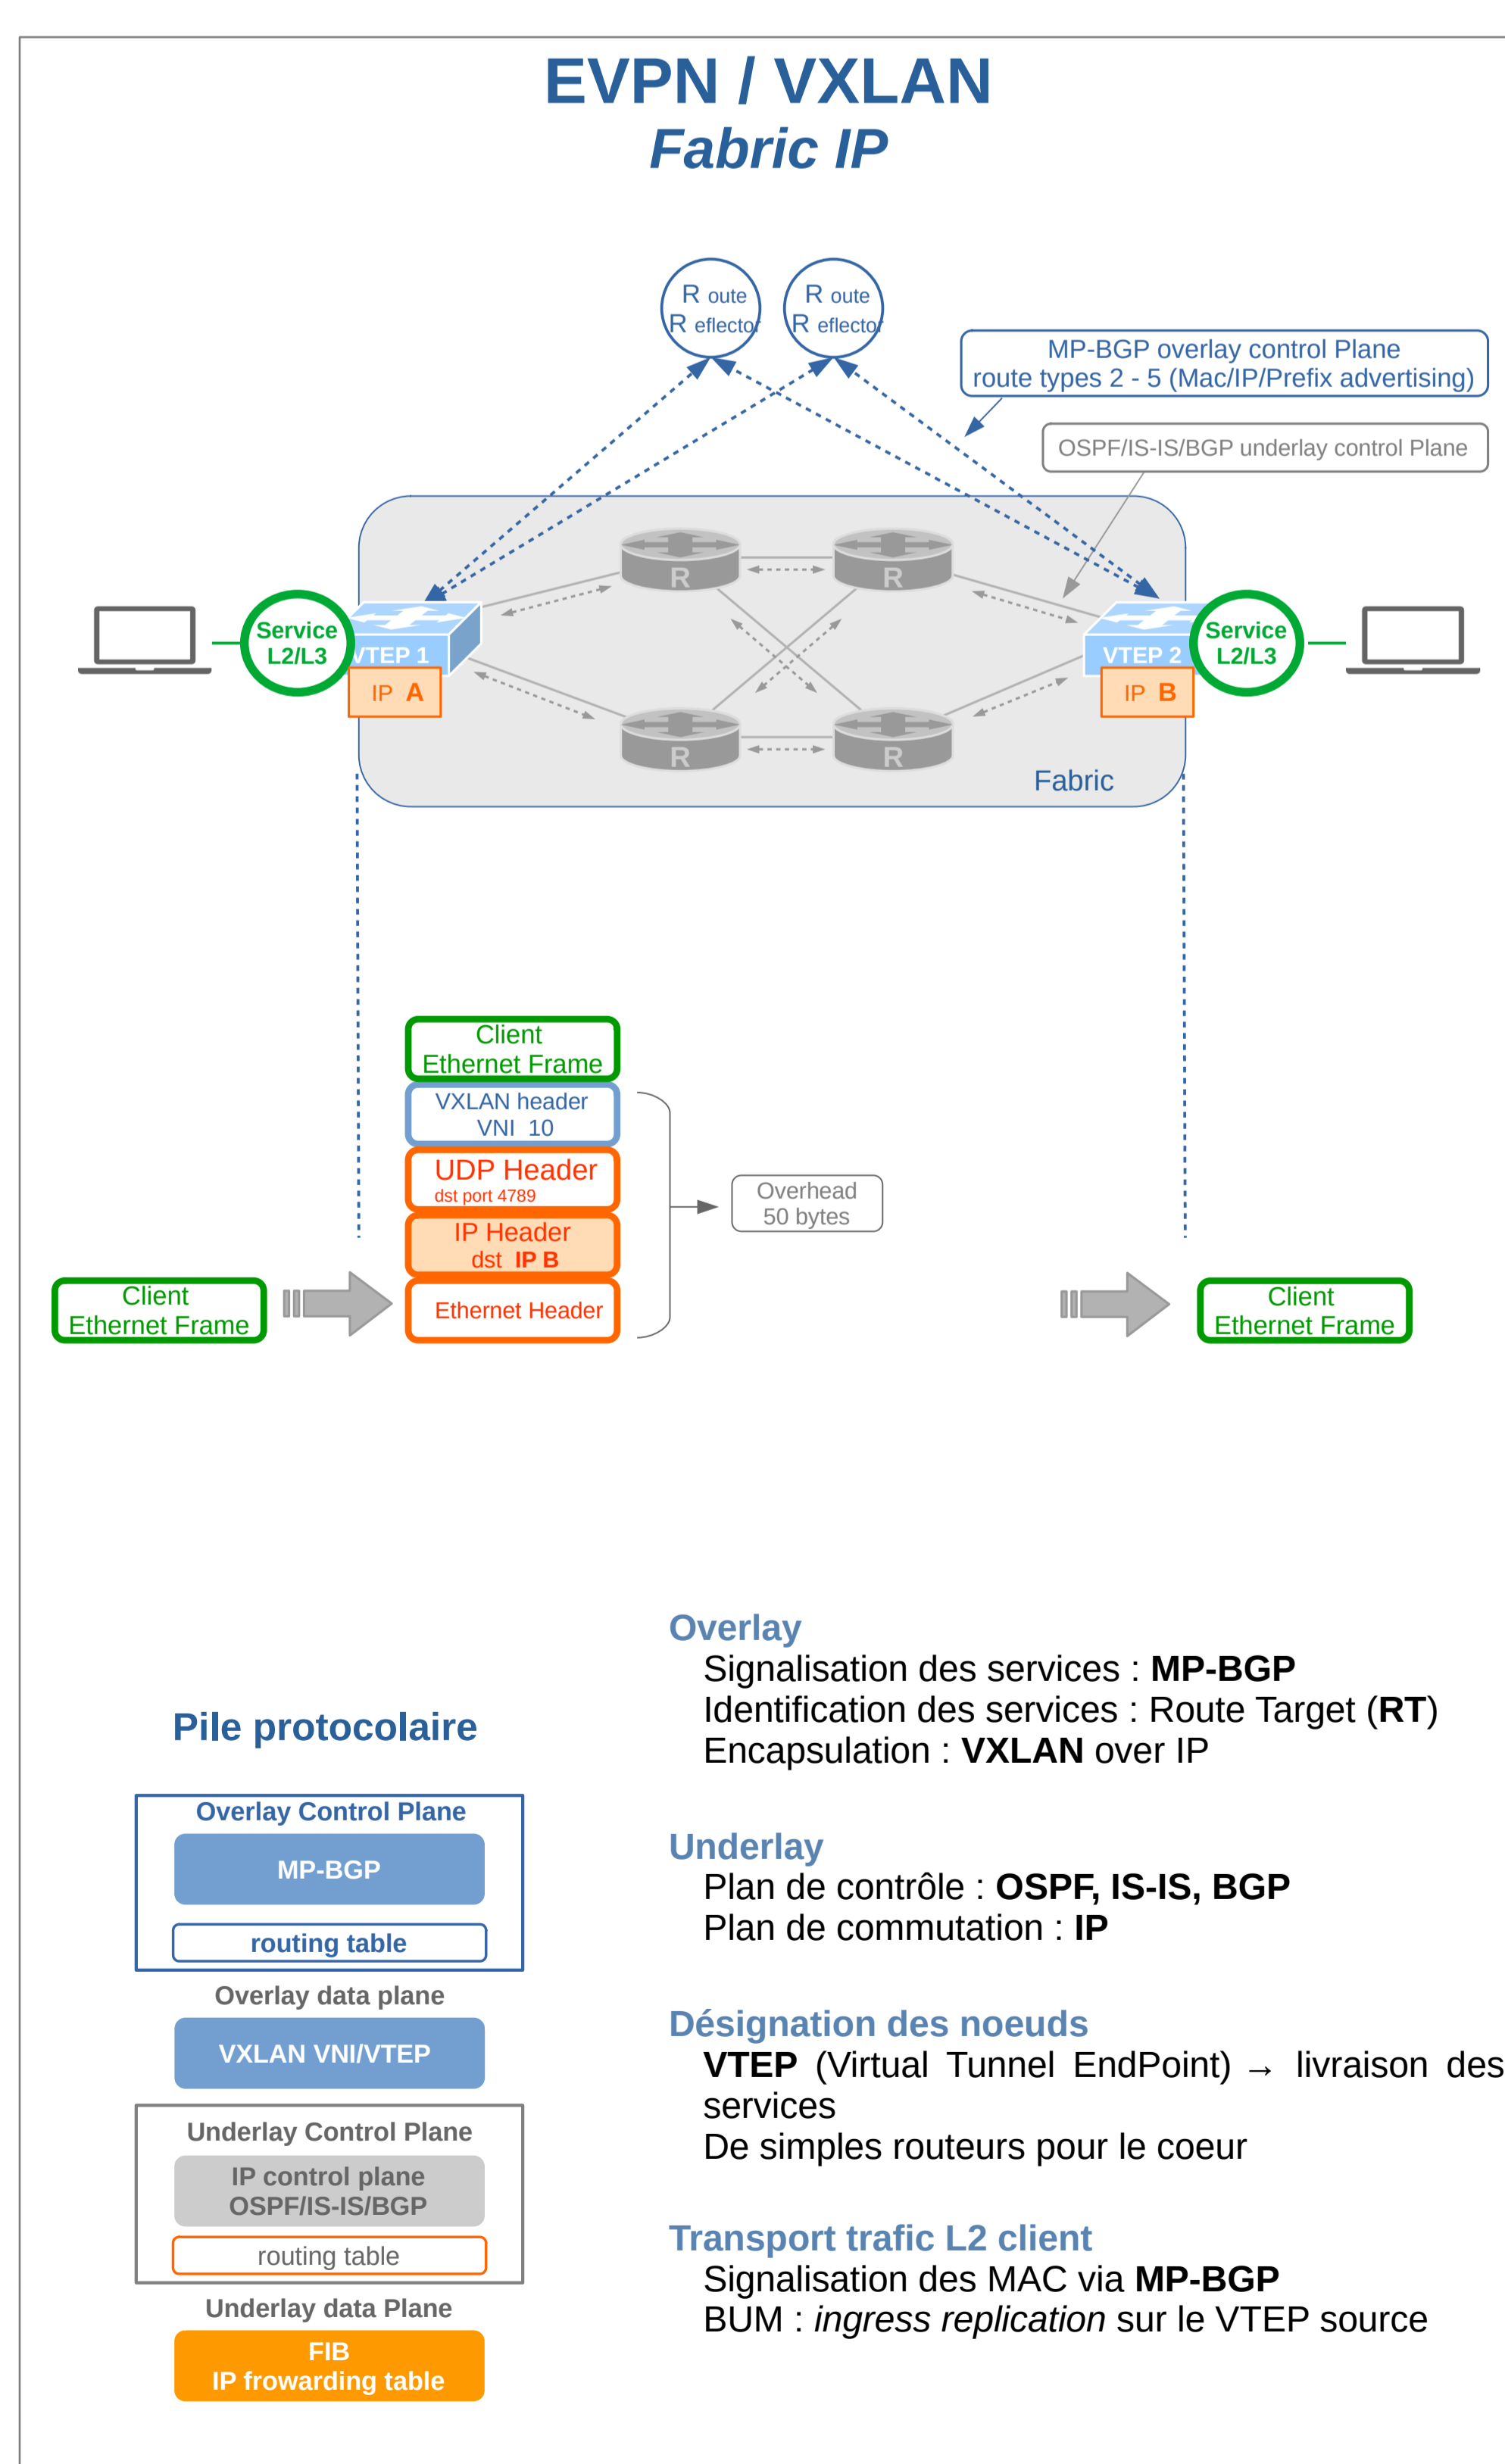 EVPN / VXLAN
Fabric IP
R oute
R eflector
R oute
R eflector
MP-BGP overlay control Plane
route types 2 - 5 (Mac/IP/Prefix advertising)
OSPF/IS-IS/BGP underlay control Plane
R
R
Service
L2/L3
VTEP 1
IP A
VTEP 2
IP B
Service
L2/L3
R
R
Fabric
Client
Ethernet Frame
VXLAN header
VNI 10
UDP Header
dst port 4789
IP Header
dst IP B
Ethernet Header
Overhead
50 bytes
Client
Ethernet Frame
Client
Ethernet Frame
Pile protocolaire
Overlay Control Plane
MP-BGP
routing table
Overlay data plane
VXLAN VNI/VTEP
Underlay Control Plane
IP control plane
OSPF/IS-IS/BGP
routing table
Underlay data Plane
FIB
IP frowarding table
Overlay
Signalisation des services : MP-BGP
Identification des services : Route Target (RT)
Encapsulation : VXLAN over IP
Underlay
Plan de contrôle : OSPF, IS-IS, BGP
Plan de commutation : IP
Désignation des noeuds
VTEP (Virtual Tunnel EndPoint) → livraison des
services
De simples routeurs pour le coeur
Transport trafic L2 client
Signalisation des MAC via MP-BGP
BUM : ingress replication sur le VTEP source